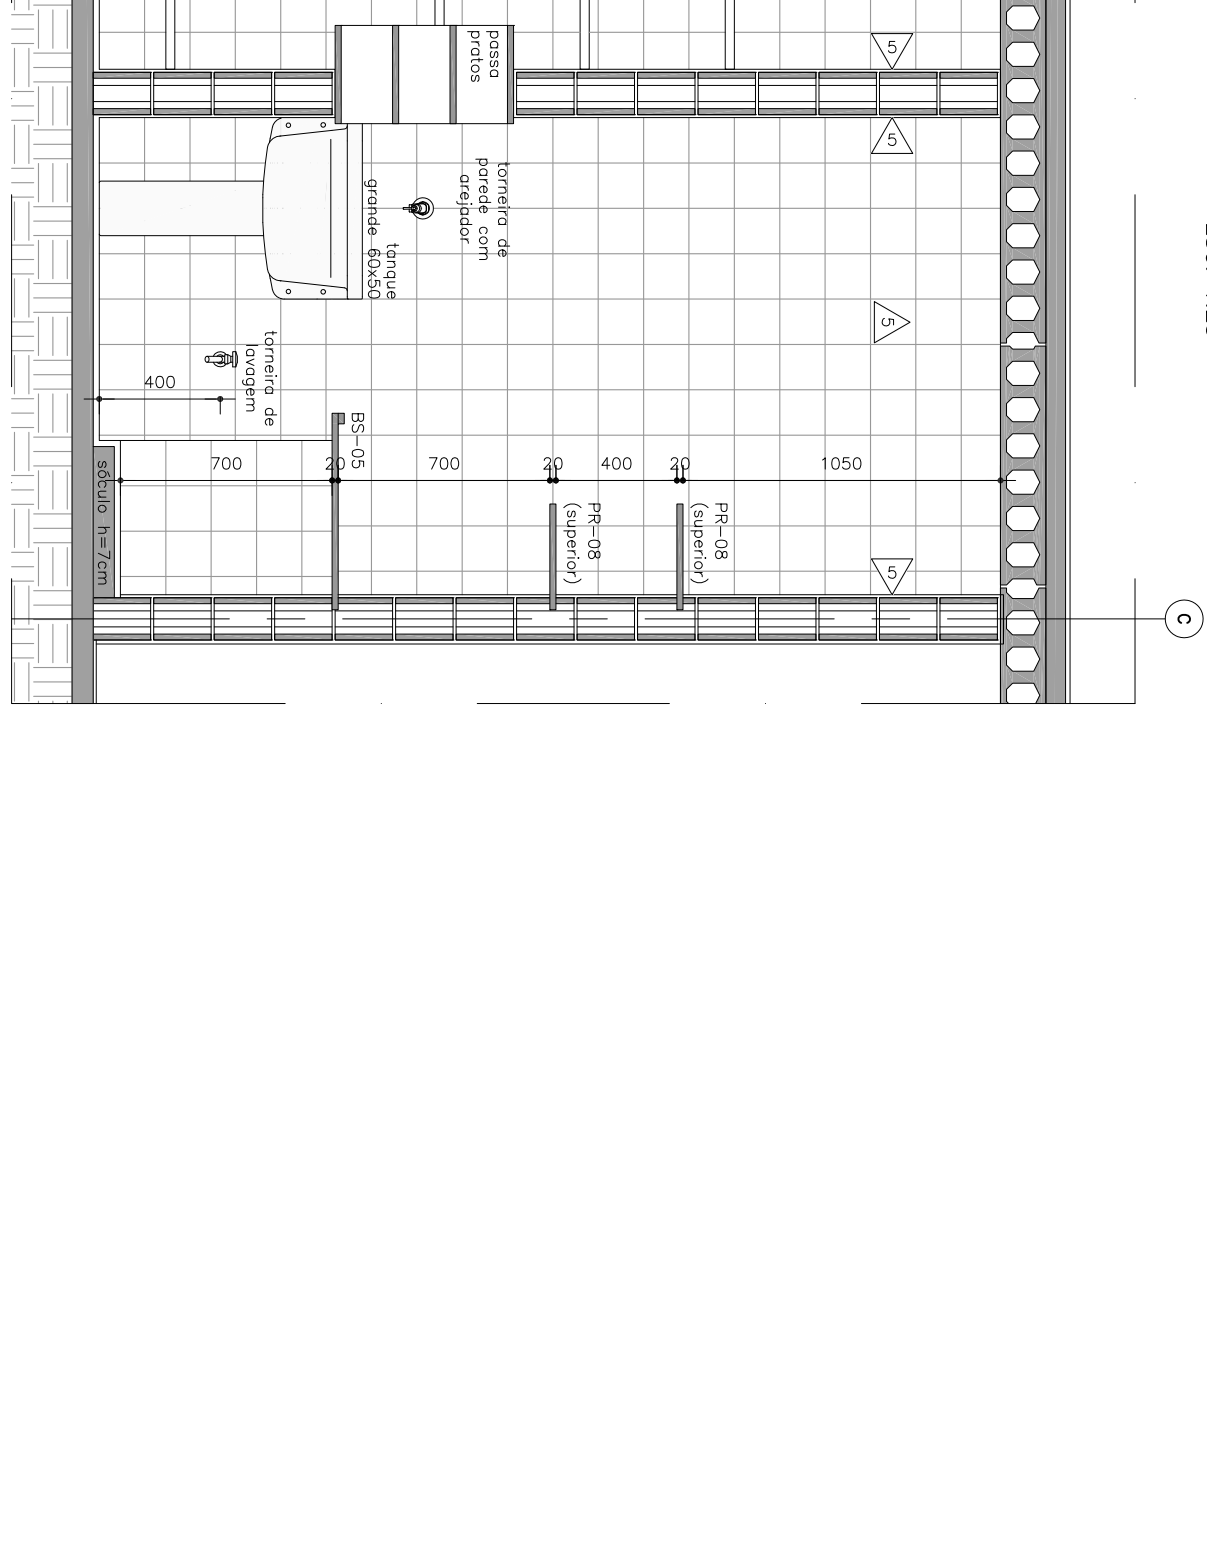 passa
pratos
5
5
torneira de
parede com
arejador
tanque
grande 60x50
5
torneira de
lavagem
400
BS-05
700
20
700
20
400
20
1050
sóculo h=7cm
PR-08
(superior)
PR-08
(superior)
5
C